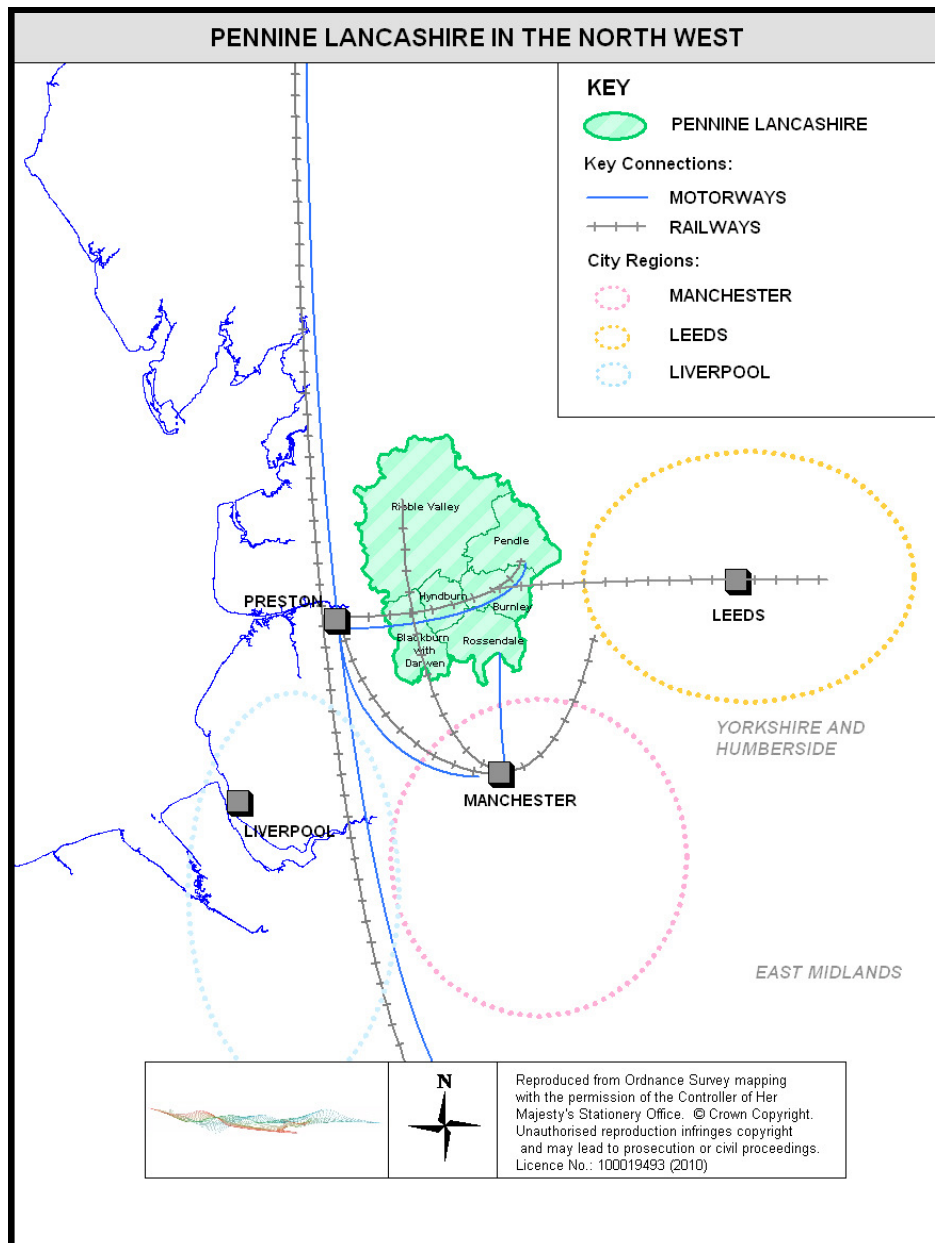 PENNINE LANCASHIRE IN THE NORTH WEST
KEY
PENNINE LANCASHIRE
Key Connections:
MOTORWAYS
RAILWAYS
City Regions:
MANCHESTER
LEEDS
LIVERPOOL
Ribble Valley
Pendle
Hyndburn
Burnley
Blackburn
with
Darwen
Rossendale
PRESTON
LEEDS
YORKSHIRE AND
HUMBERSIDE
MANCHESTER
LIVERPOOL
EAST MIDLANDS
N
Reproduced from Ordnance Survey mapping
with the permission of the Controller of Her
Majesty's Stationery Office. © Crown Copyright.
Unauthorised reproduction infringes copyright
and may lead to prosecution or civil proceedings.
Licence No.: 100019493 (2010)